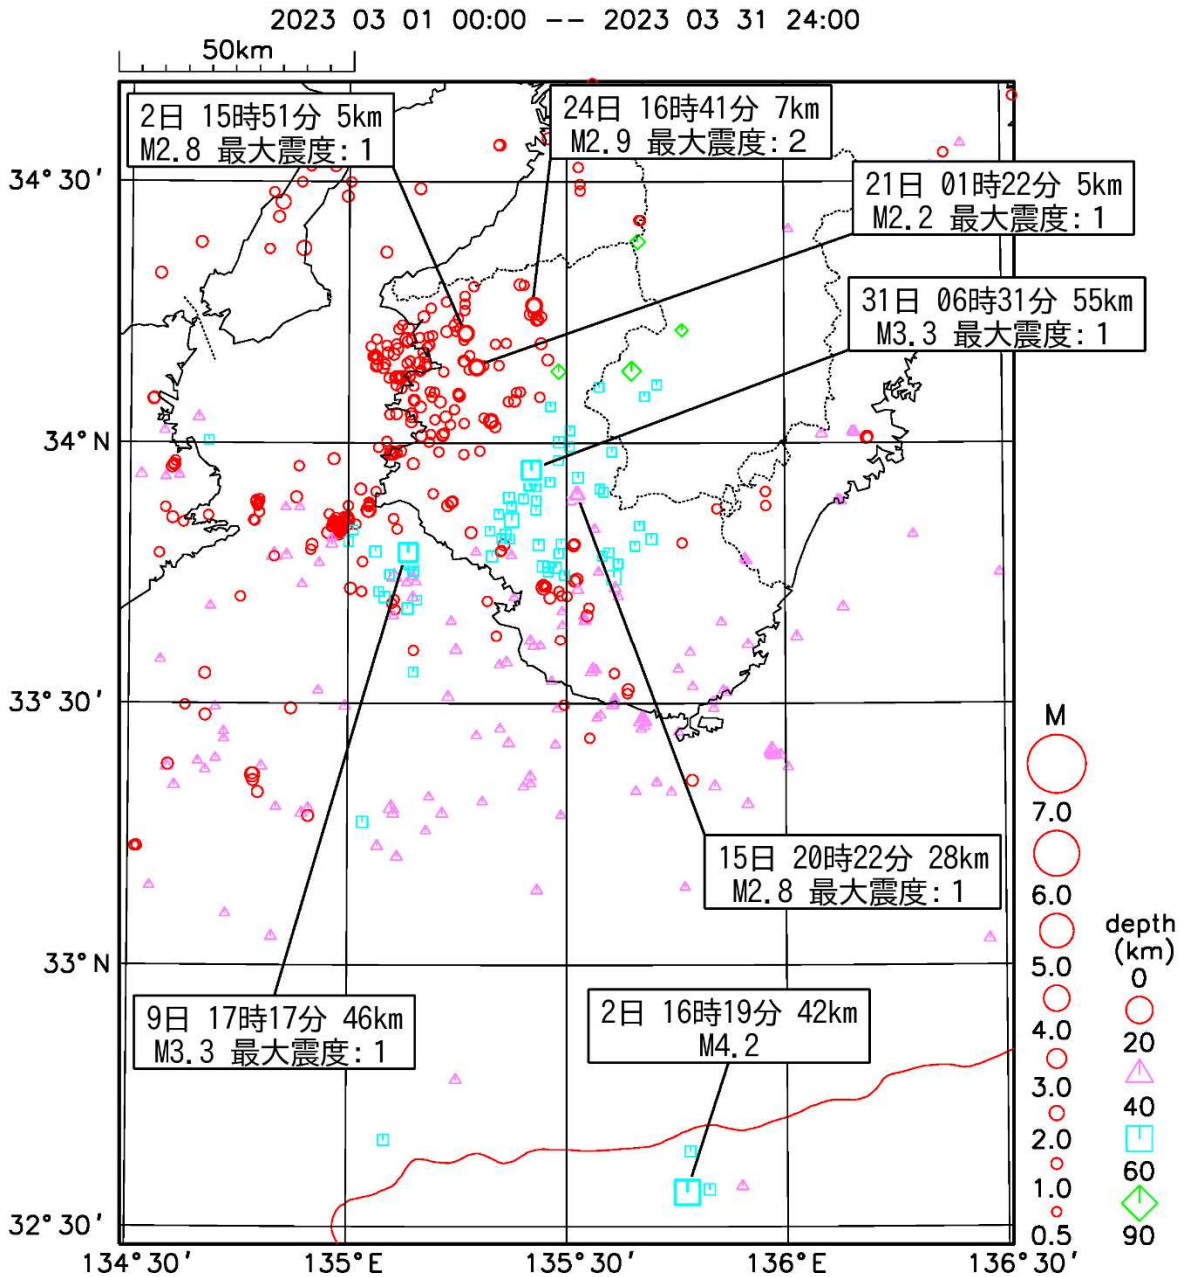 2023 03 01 00:00 -- 2023 03 31 24:00
50km
2日 15時51分 5km
M2.8 最大震度: 1
24日 16時41分 7km
M2.9 最大震度: 2
21日 01時22分 5km
M2.2 最大震度: 1
31日 06時31分 55km
M3.3 最大震度: 1
15日 20時22分 28km
M2.8 最大震度: 1
9日 17時17分 46km
M3.3 最大震度: 1
2日 16時19分 42km
M4.2
34°30′
34°N
33°30′
33°N
32°30′
134°30′
135°E
135°30′
136°E
136°30′
M
7.0
6.0
5.0
4.0
3.0
2.0
1.0
0.5
depth
(km)
0
20
40
60
90